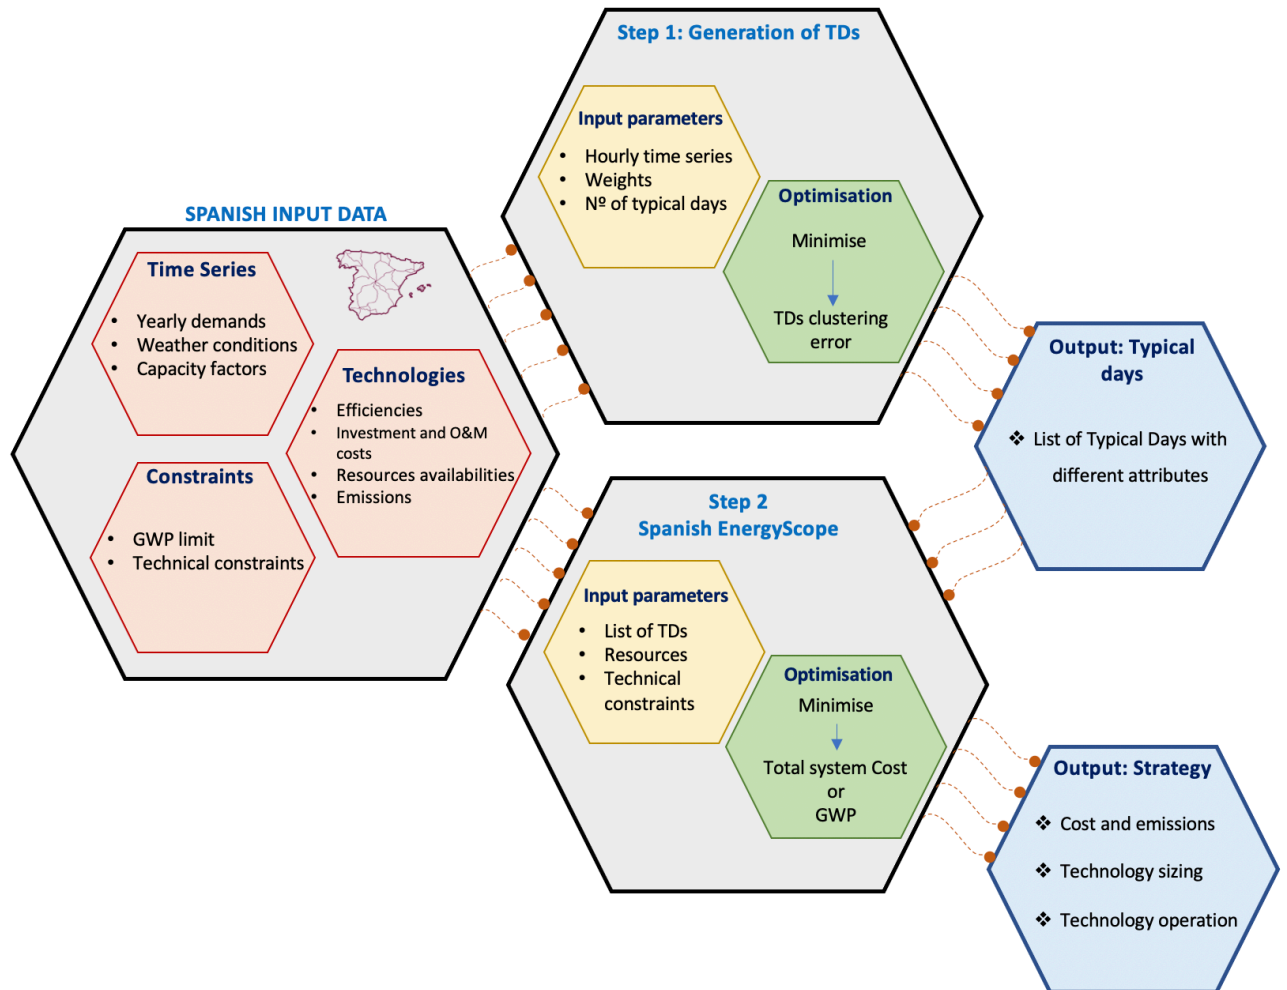 SPANISH INPUT DATA
Time Series
• Yearly demands
• Weather conditions
• Capacity factors
Technologies
• Efficiencies
• Investment and O&M
costs
• Resources availabilities
• Emissions
Constraints
• GWP limit
• Technical constraints
Step 1: Generation of TDs
Input parameters
• Hourly time series
• Weights
• Nº of typical days
Optimisation
Minimise
TDs clustering
error
Output: Typical
days
❖ List of Typical Days with
different attributes
Step 2
Spanish EnergyScope
Input parameters
• List of TDs
• Resources
• Technical
constraints
Optimisation
Minimise
Total system Cost
or
GWP
Output: Strategy
❖ Cost and emissions
❖ Technology sizing
❖ Technology operation